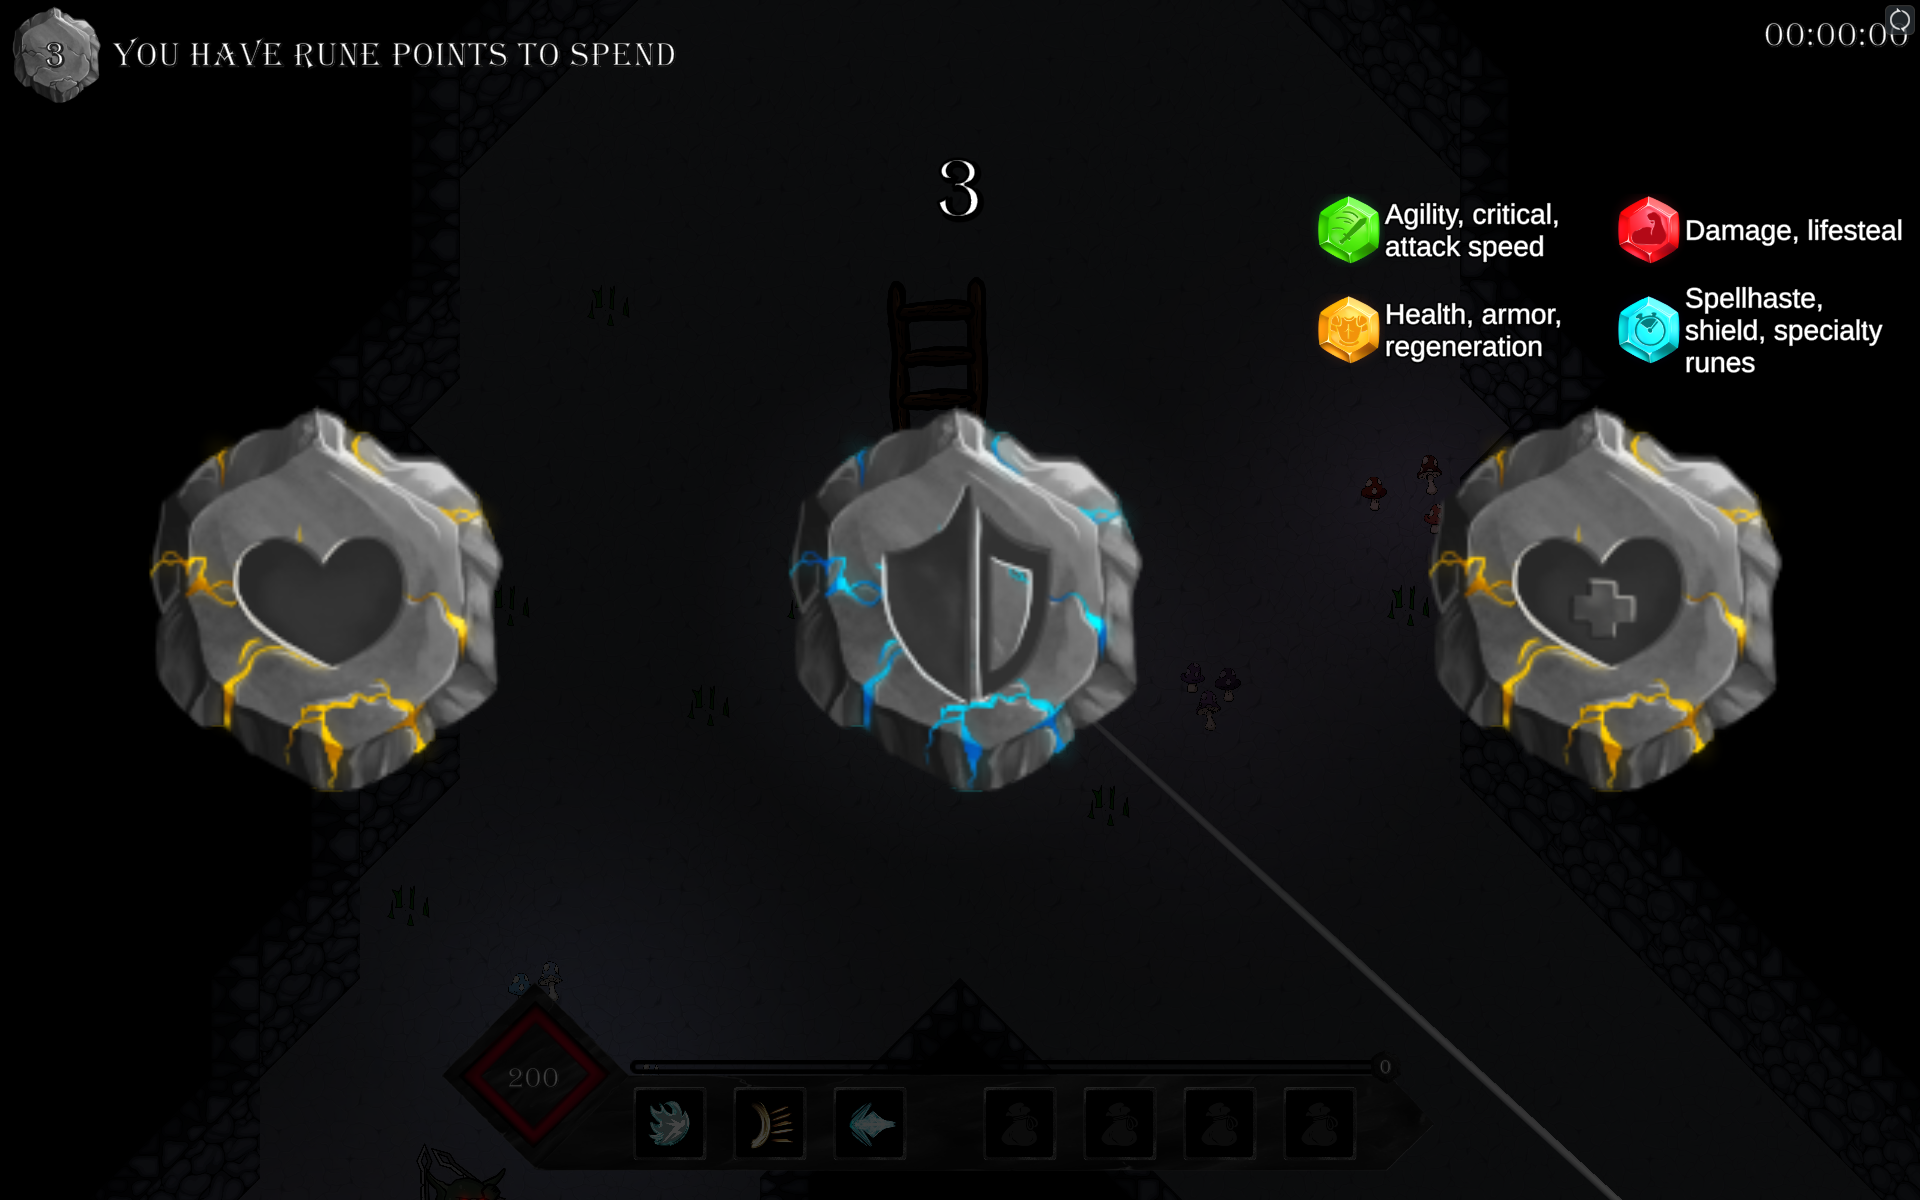 3
YOU HAVE RUNE POINTS TO SPEND
00:00:00
3
Agility, critical,
attack speed
Damage, lifesteal
Health, armor,
regeneration
Spellhaste,
shield, specialty
runes
200
0